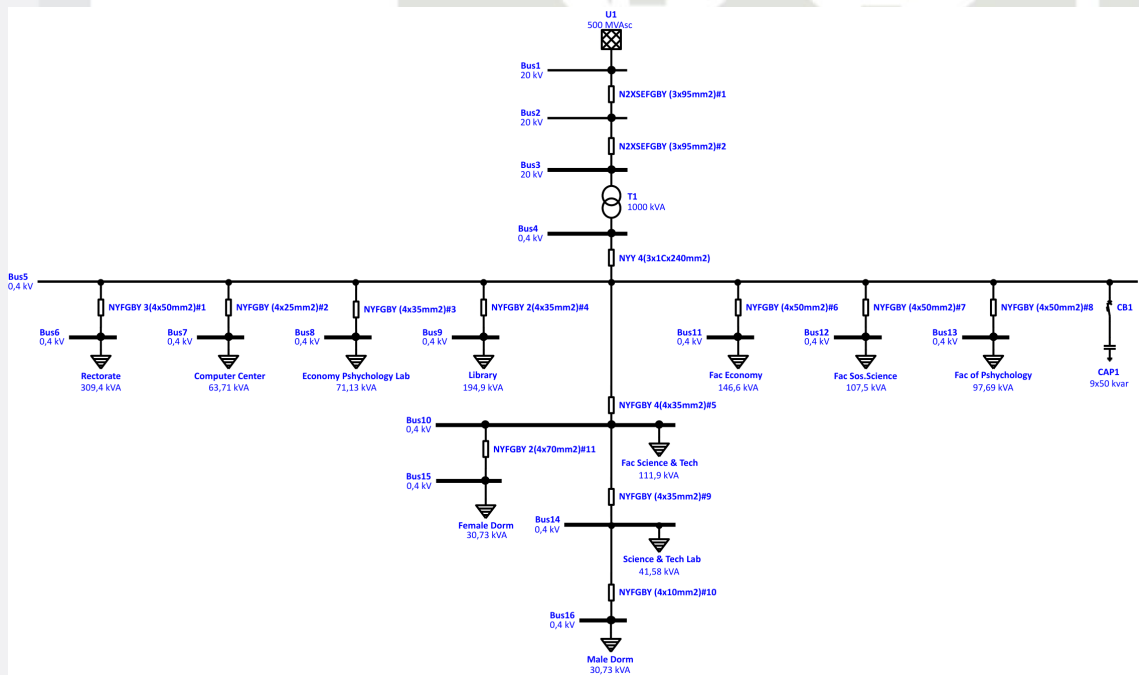 U1
500 MVAsc
Bus1
20 kV
N2XSEFGBY (3x95mm2)#1
Bus2
20 kV
N2XSEFGBY (3x95mm2)#2
Bus3
20 kV
T1
1000 kVA
Bus4
0,4 kV
NYY 4(3x1Cx240mm2)
Bus5
0,4 kV
NYFGBY 3(4x50mm2)#1
NYFGBY (4x25mm2)#2
NYFGBY (4x35mm2)#3
NYFGBY 2(4x35mm2)#4
NYFGBY (4x50mm2)#6
NYFGBY (4x50mm2)#7
NYFGBY (4x50mm2)#8
CB1
Bus6
0,4 kV
Bus7
0,4 kV
Bus8
0,4 kV
Bus9
0,4 kV
Bus11
0,4 kV
Bus12
0,4 kV
Bus13
0,4 kV
Rectorate
309,4 kVA
Computer Center
63,71 kVA
Economy Pshychology Lab
71,13 kVA
Library
194,9 kVA
Fac Economy
146,6 kVA
Fac Sos.Science
107,5 kVA
Fac of Pshychology
97,69 kVA
CAP1
9x50 kvar
NYFGBY 4(4x35mm2)#5
Bus10
0,4 kV
NYFGBY 2(4x70mm2)#11
Fac Science & Tech
111,9 kVA
Bus15
0,4 kV
NYFGBY (4x35mm2)#9
Female Dorm
30,73 kVA
Bus14
0,4 kV
Science & Tech Lab
41,58 kVA
NYFGBY (4x10mm2)#10
Bus16
0,4 kV
Male Dorm
30,73 kVA